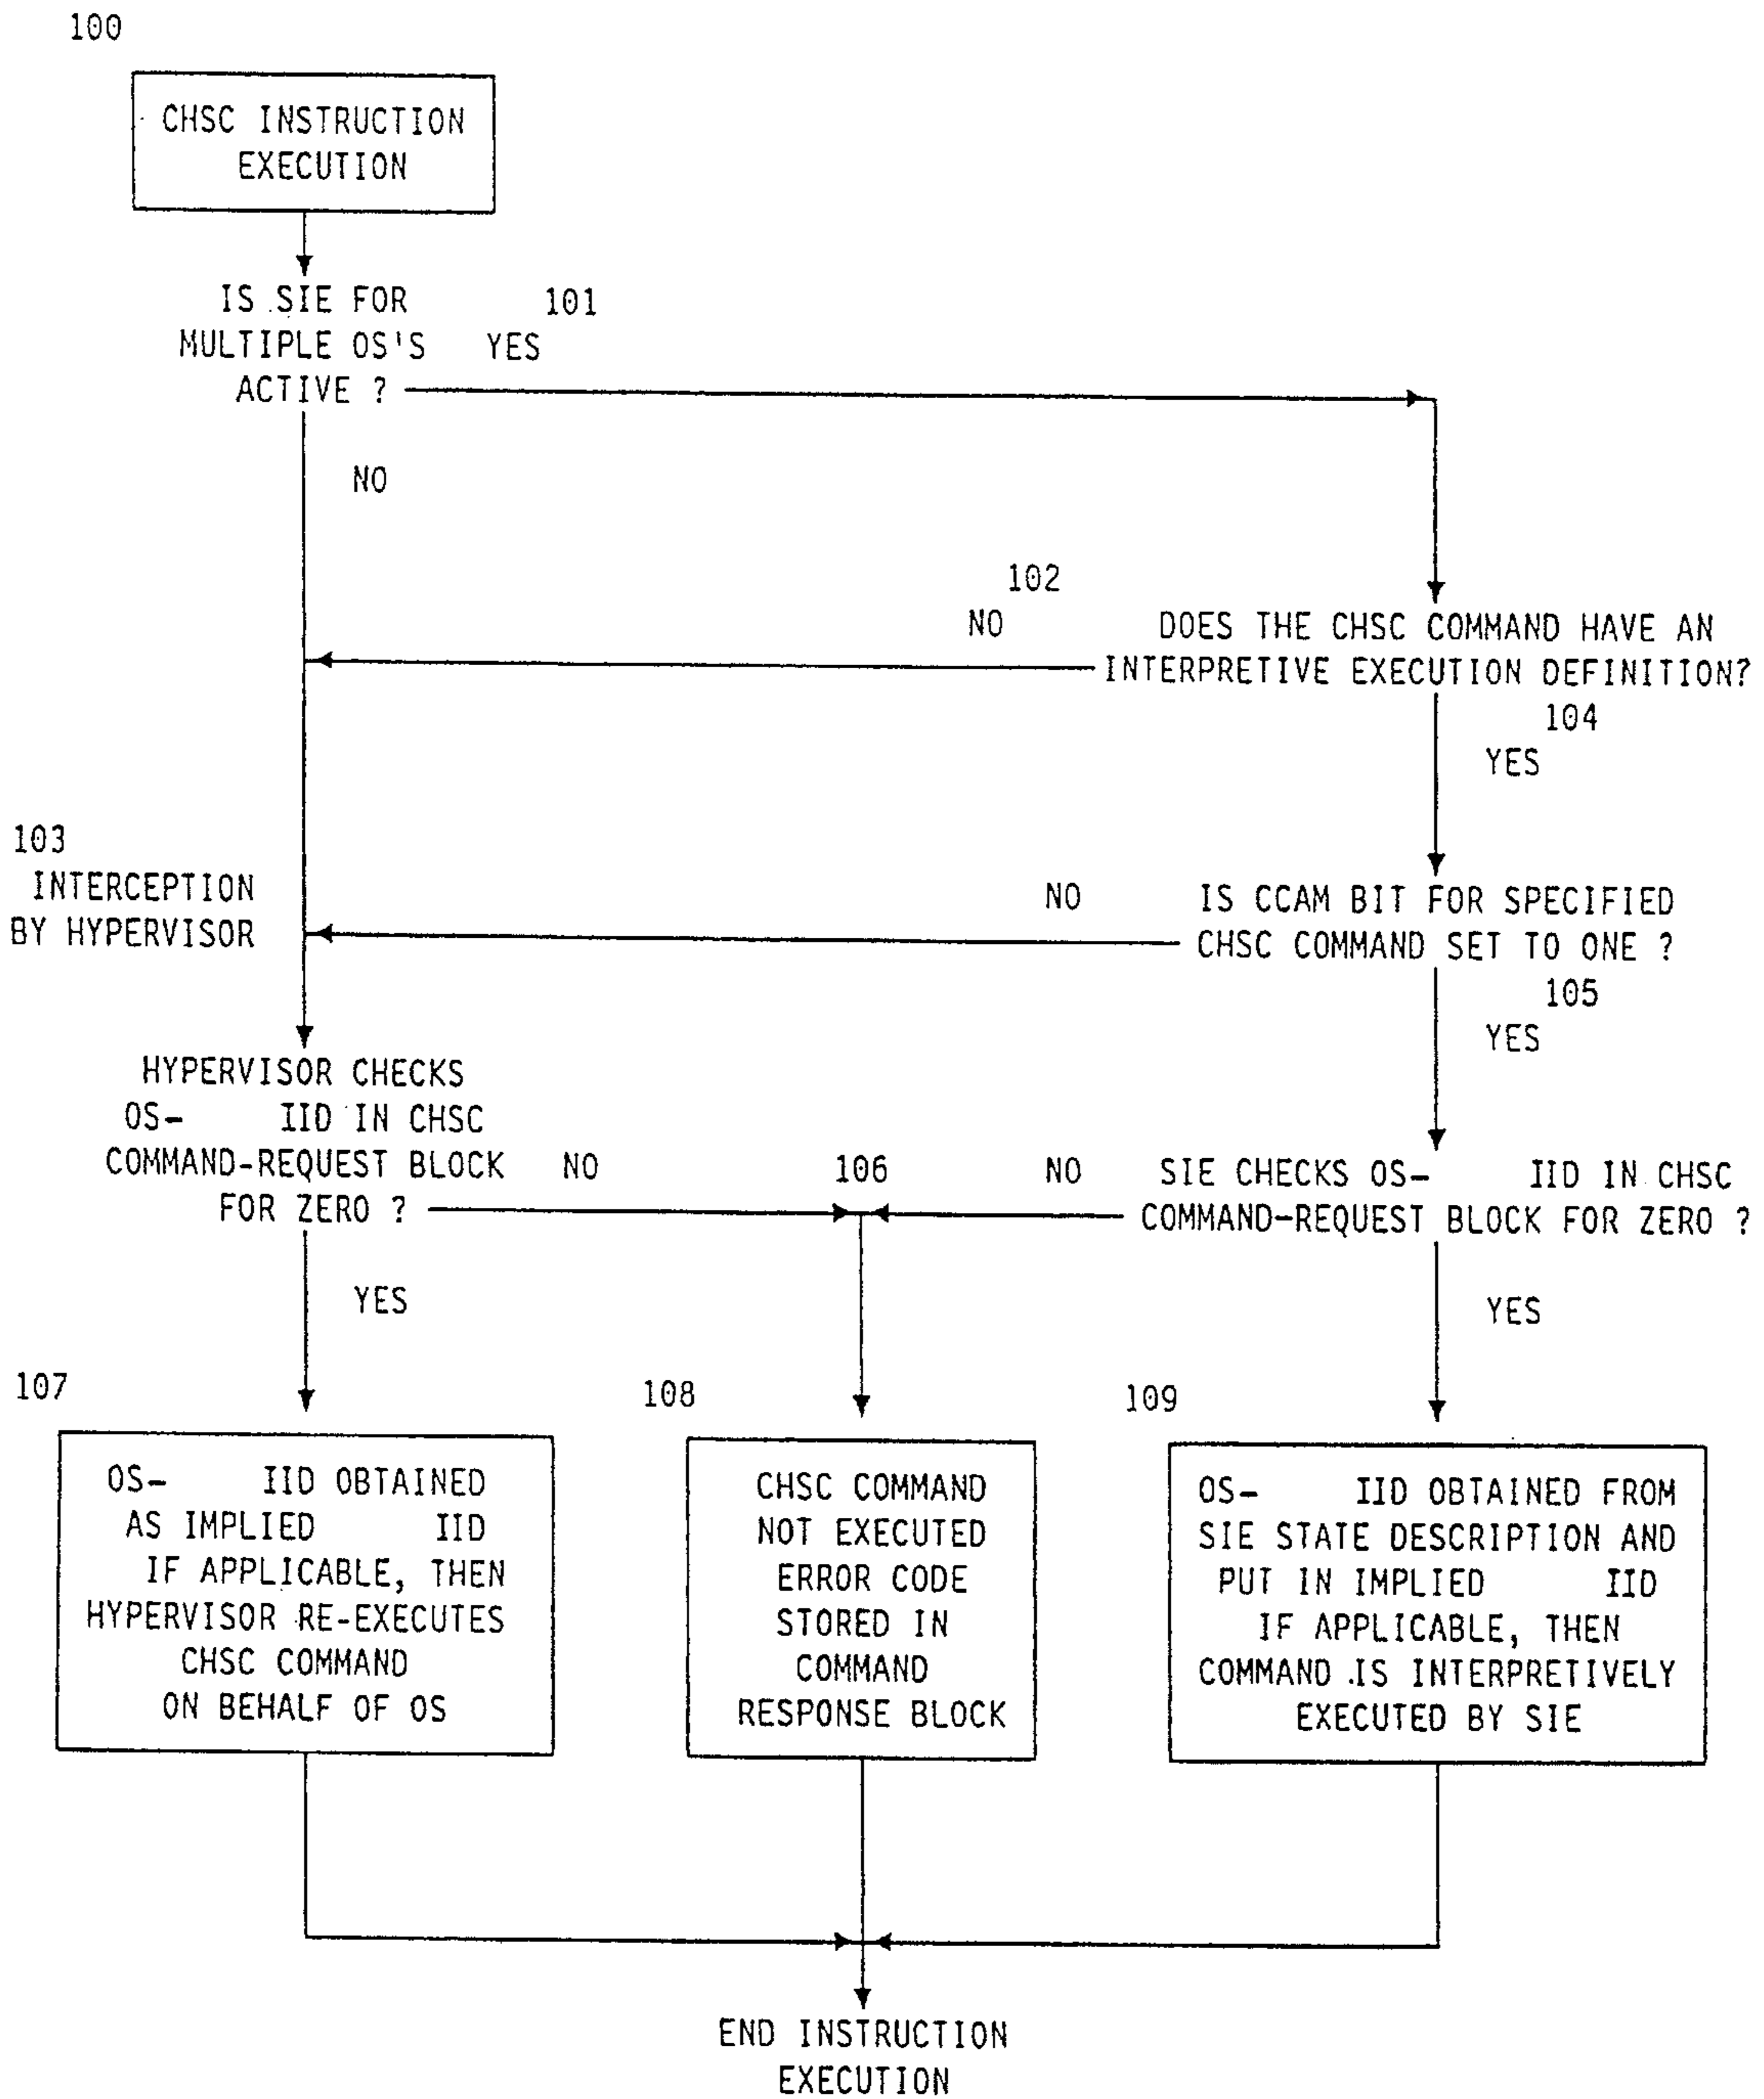 100
CHSC INSTRUCTION
EXECUTION
IS SIE FOR
MULTIPLE OS'S
ACTIVE ?
101
YES
NO
102
NO
DOES THE CHSC COMMAND HAVE AN
INTERPRETIVE EXECUTION DEFINITION?
104
YES
103
INTERCEPTION
BY HYPERVISOR
NO
IS CCAM BIT FOR SPECIFIED
CHSC COMMAND SET TO ONE ?
105
YES
HYPERVISOR CHECKS
OS- IID IN CHSC
COMMAND-REQUEST BLOCK
FOR ZERO ?
NO
106
NO
SIE CHECKS OS- IID IN CHSC
COMMAND-REQUEST BLOCK FOR ZERO ?
YES
YES
107
OS- IID OBTAINED
AS IMPLIED IID
IF APPLICABLE, THEN
HYPERVISOR RE-EXECUTES
CHSC COMMAND
ON BEHALF OF OS
108
CHSC COMMAND
NOT EXECUTED
ERROR CODE
STORED IN
COMMAND
RESPONSE BLOCK
109
OS- IID OBTAINED FROM
SIE STATE DESCRIPTION AND
PUT IN IMPLIED IID
IF APPLICABLE, THEN
COMMAND IS INTERPRETIVELY
EXECUTED BY SIE
END INSTRUCTION
EXECUTION